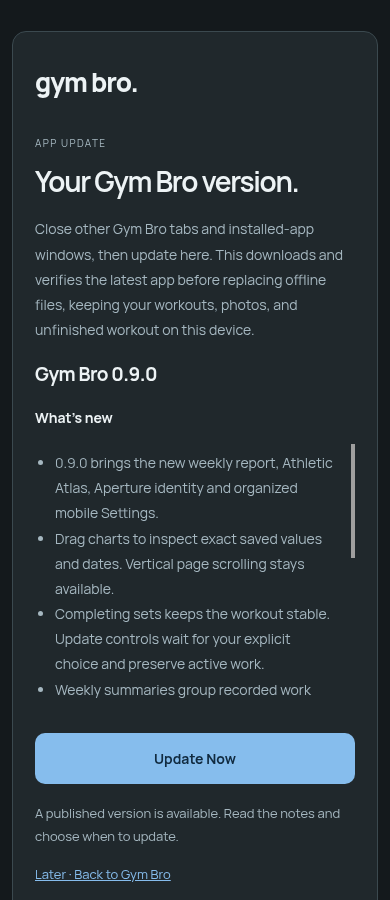 gym bro.
APP UPDATE
Your Gym Bro version.
Close other Gym Bro tabs and installed-app
windows, then update here. This downloads and
verifies the latest app before replacing offline
files, keeping your workouts, photos, and
unfinished workout on this device.
Gym Bro 0.9.0
What's new
• 0.9.0 brings the new weekly report, Athletic
Atlas, Aperture identity and organized
mobile Settings.
• Drag charts to inspect exact saved values
and dates. Vertical page scrolling stays
available.
• Completing sets keeps the workout stable.
Update controls wait for your explicit
choice and preserve active work.
• Weekly summaries group recorded work
Update Now
A published version is available. Read the notes and
choose when to update.
Later · Back to Gym Bro